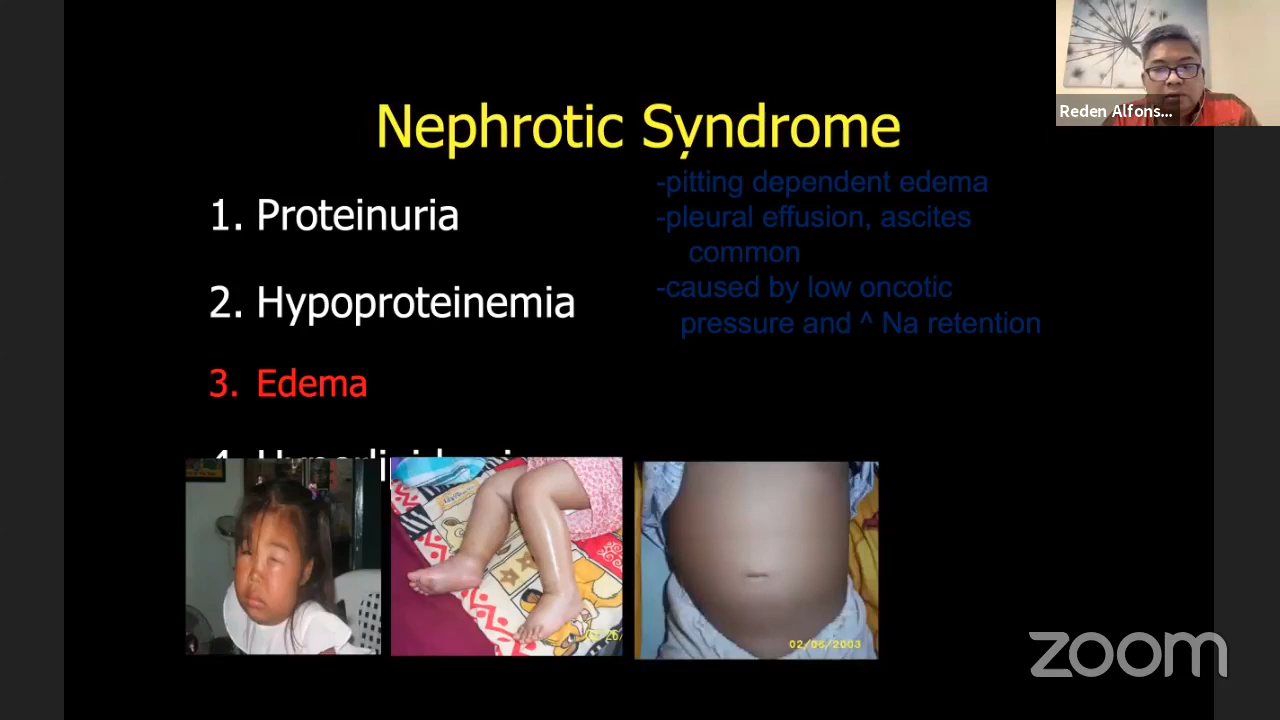 Reden Alfons...
Nephrotic Syndrome
1. Proteinuria
2. Hypoproteinemia
3. Edema
-pitting dependent edema
-pleural effusion, ascites
common
-caused by low oncotic
pressure and ^ Na retention
02/06/2003
zoom